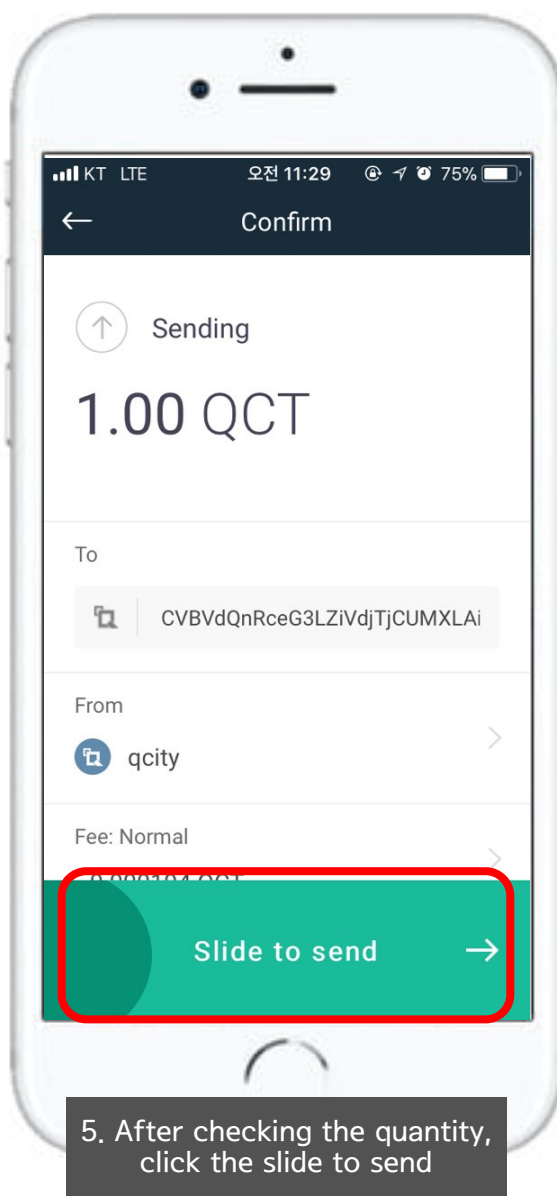 KT LTE 오전 11:29 75%
Confirm
Sending
1.00 QCT
To
CVBVdQnRceG3LZiVdjTjCUMXLAi
From
qcity
Fee: Normal
Slide to send
5. After checking the quantity,
click the slide to send